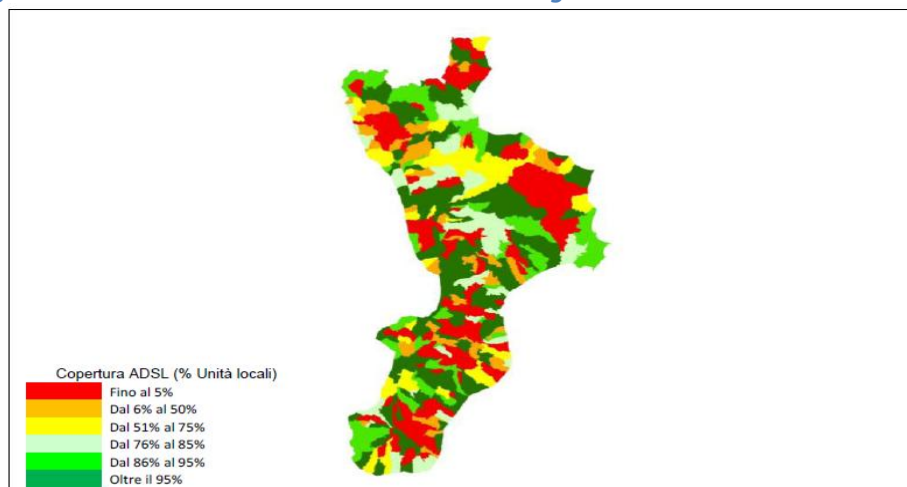 Copertura ADSL (% Unità locali)
Fino al 5%
Dal 6% al 50%
Dal 51% al 75%
Dal 76% al 85%
Dal 86% al 95%
Oltre il 95%